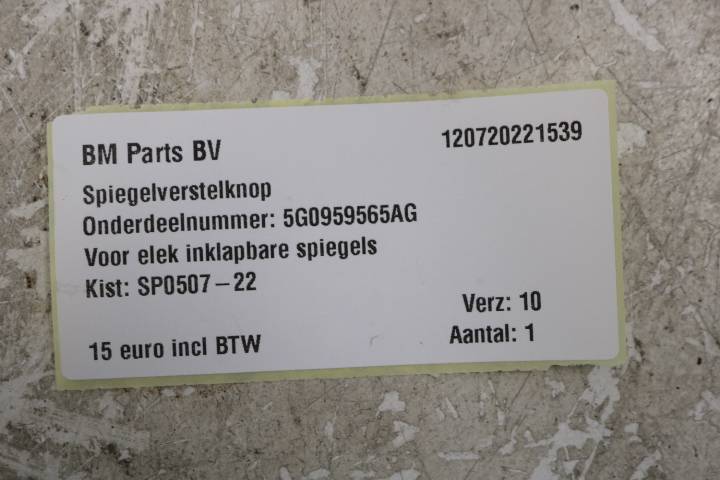 BM Parts BV
120720221539
Spiegelverstelknop
Onderdeelnummer: 5G0959565AG
Voor elek inklapbare spiegels
Kist: SP0507-22
Verz: 10
15 euro incl BTW
Aantal: 1